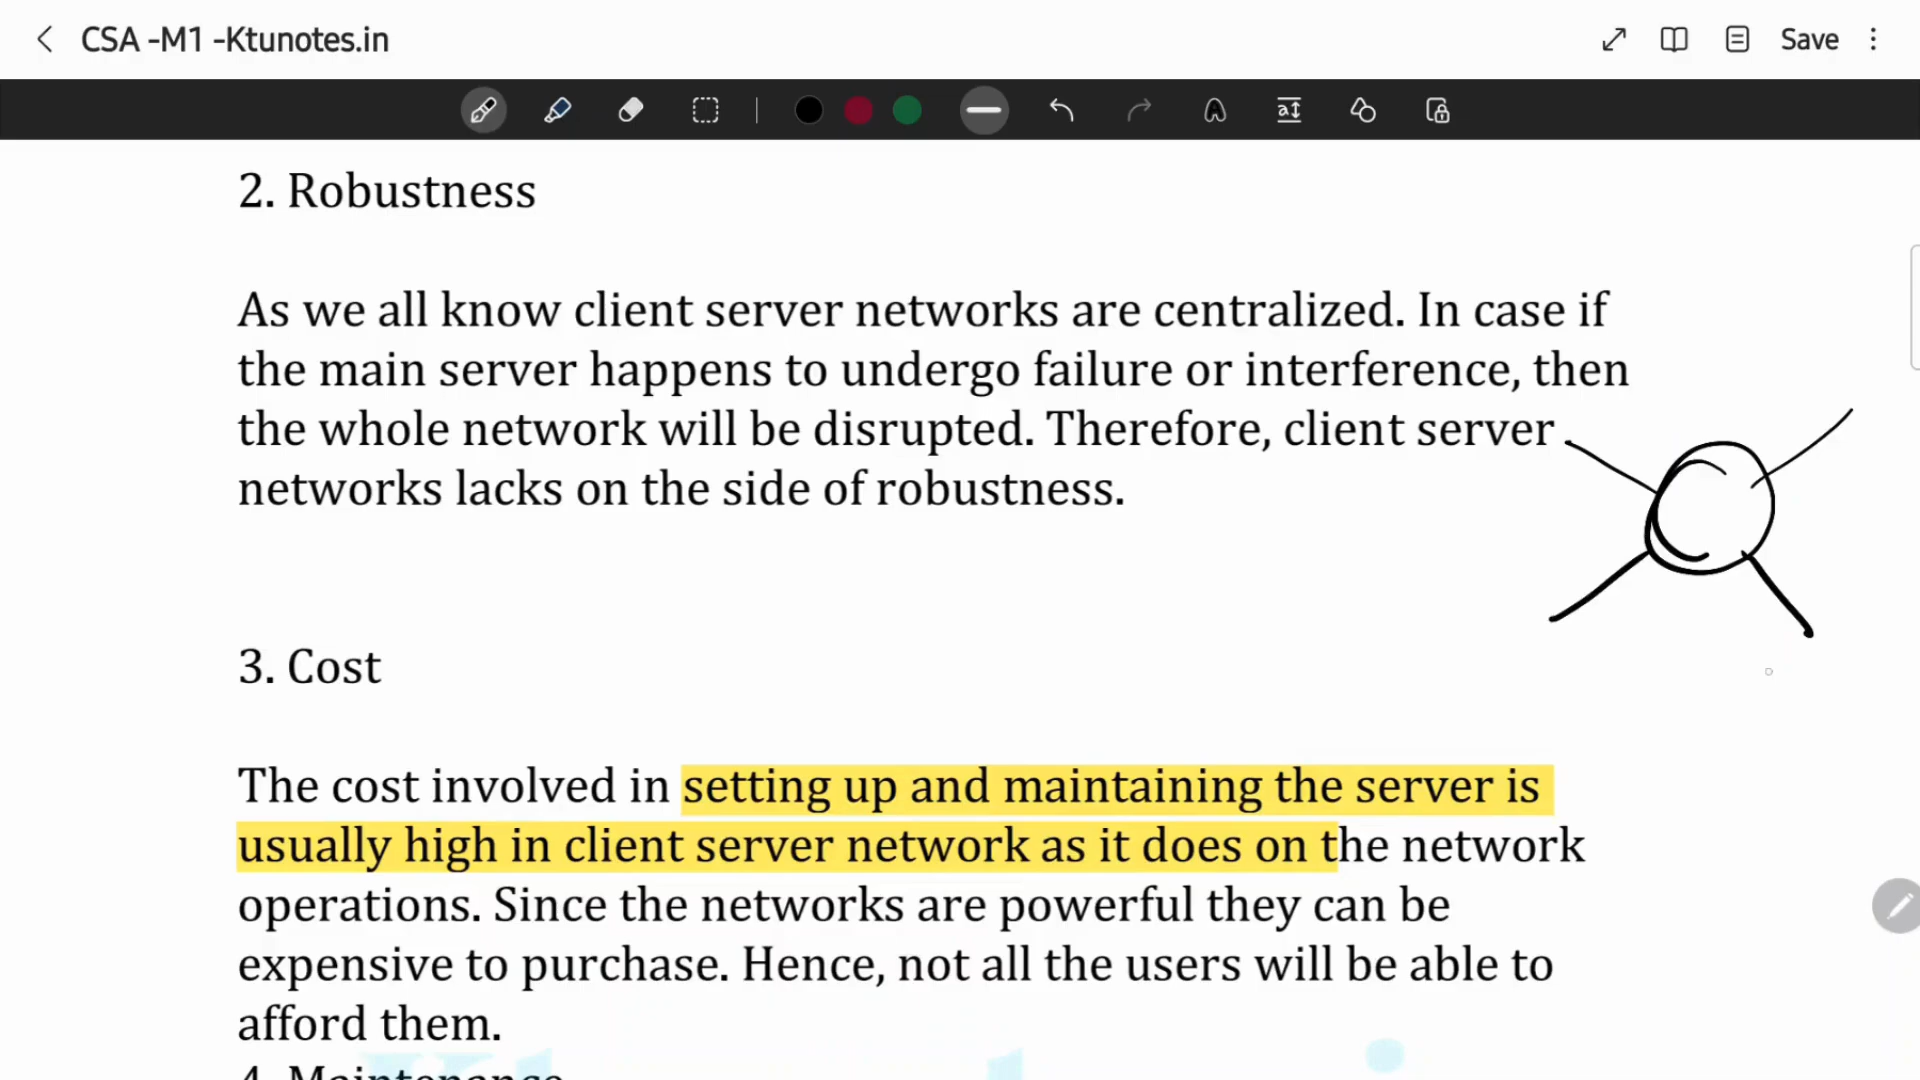 CSA -M1 -Ktunotes.in
Save
2. Robustness
As we all know client server networks are centralized. In case if
the main server happens to undergo failure or interference, then
the whole network will be disrupted. Therefore, client server
networks lacks on the side of robustness.
3. Cost
The cost involved in setting up and maintaining the server is
usually high in client server network as it does on the network
operations. Since the networks are powerful they can be
expensive to purchase. Hence, not all the users will be able to
afford them.
4. Maintenance